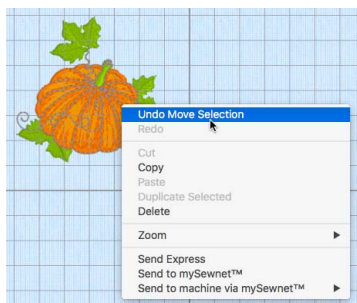 Undo Move Selection
Redo
Cut
Copy
Paste
Duplicate Selected
Delete
Zoom
Send Express
Send to mySewnet™
Send to machine via mySewnet™